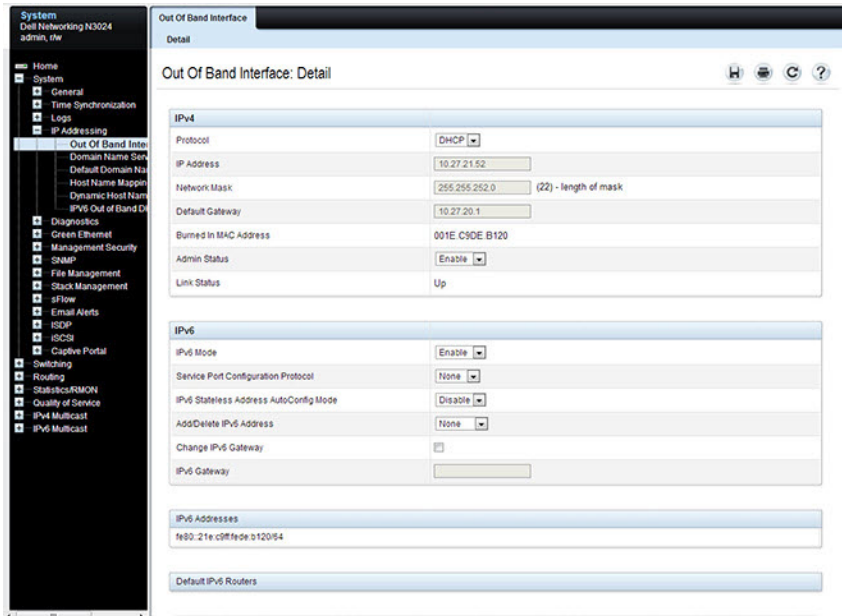 System
Dell Networking N3024
admin, r/w
Home
System
General
Time Synchronization
Logs
IP Addressing
Out Of Band Inte
Domain Name Serv
Default Domain Na
Host Name Mappin
Dynamic Host Nam
IPV6 Out of Band D
Diagnostics
Green Ethernet
Management Security
SNMP
File Management
Stack Management
sFlow
Email Alerts
ISDP
iSCSI
Captive Portal
Switching
Routing
Statistics/RMON
Quality of Service
IPv4 Multicast
IPv6 Multicast
Out Of Band Interface
Detail
Out Of Band Interface: Detail
IPv4
Protocol DHCP
IP Address 10.27.21.52
Network Mask 255.255.252.0 (22) - length of mask
Default Gateway 10.27.20.1
Burned In MAC Address 001E.C9DE.B120
Admin Status Enable
Link Status Up
IPv6
IPv6 Mode Enable
Service Port Configuration Protocol None
IPv6 Stateless Address AutoConfig Mode Disable
Add/Delete IPv6 Address None
Change IPv6 Gateway
IPv6 Gateway
IPv6 Addresses
fe80::21e:c9ff:fede:b120/64
Default IPv6 Routers